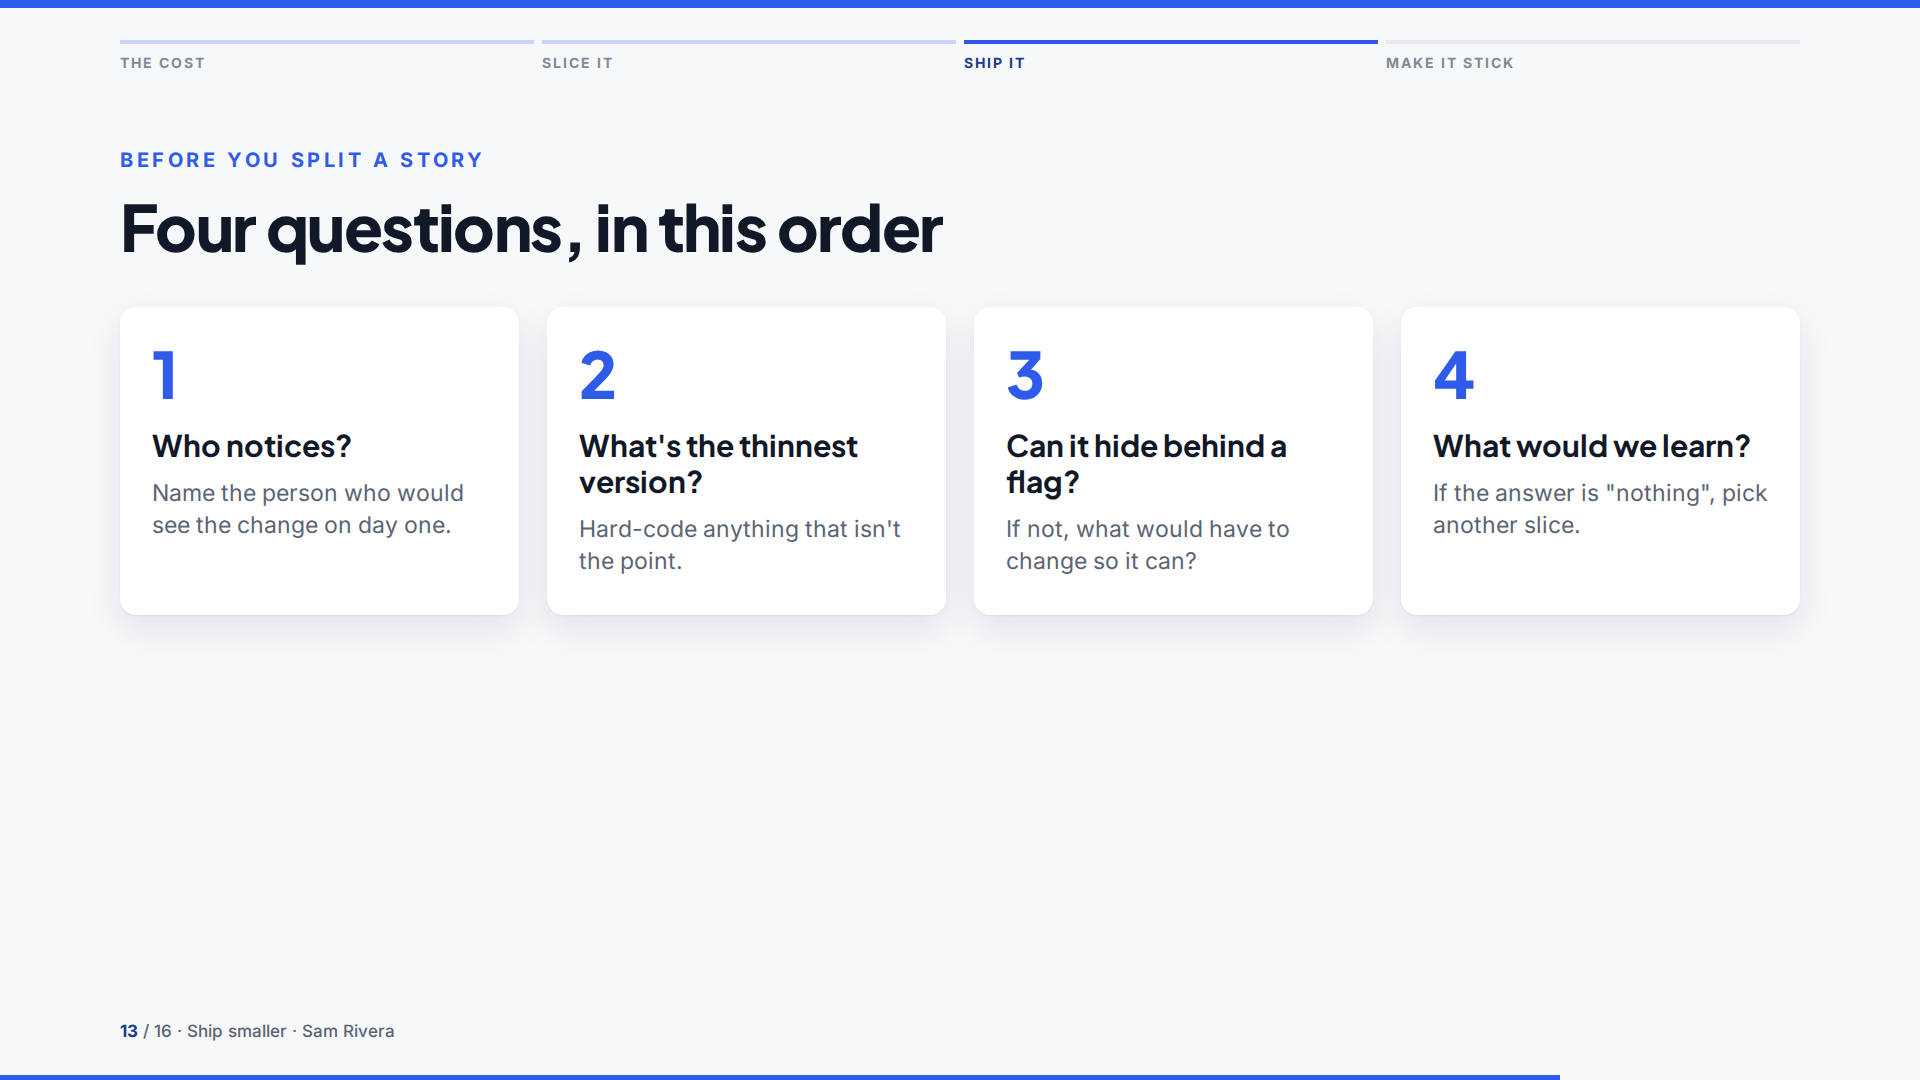 THE COST
SLICE IT
SHIP IT
MAKE IT STICK
BEFORE YOU SPLIT A STORY
Four questions, in this order
1
Who notices?
Name the person who would
see the change on day one.
2
What's the thinnest
version?
Hard-code anything that isn't
the point.
3
Can it hide behind a
flag?
If not, what would have to
change so it can?
4
What would we learn?
If the answer is "nothing", pick
another slice.
13 / 16 · Ship smaller · Sam Rivera